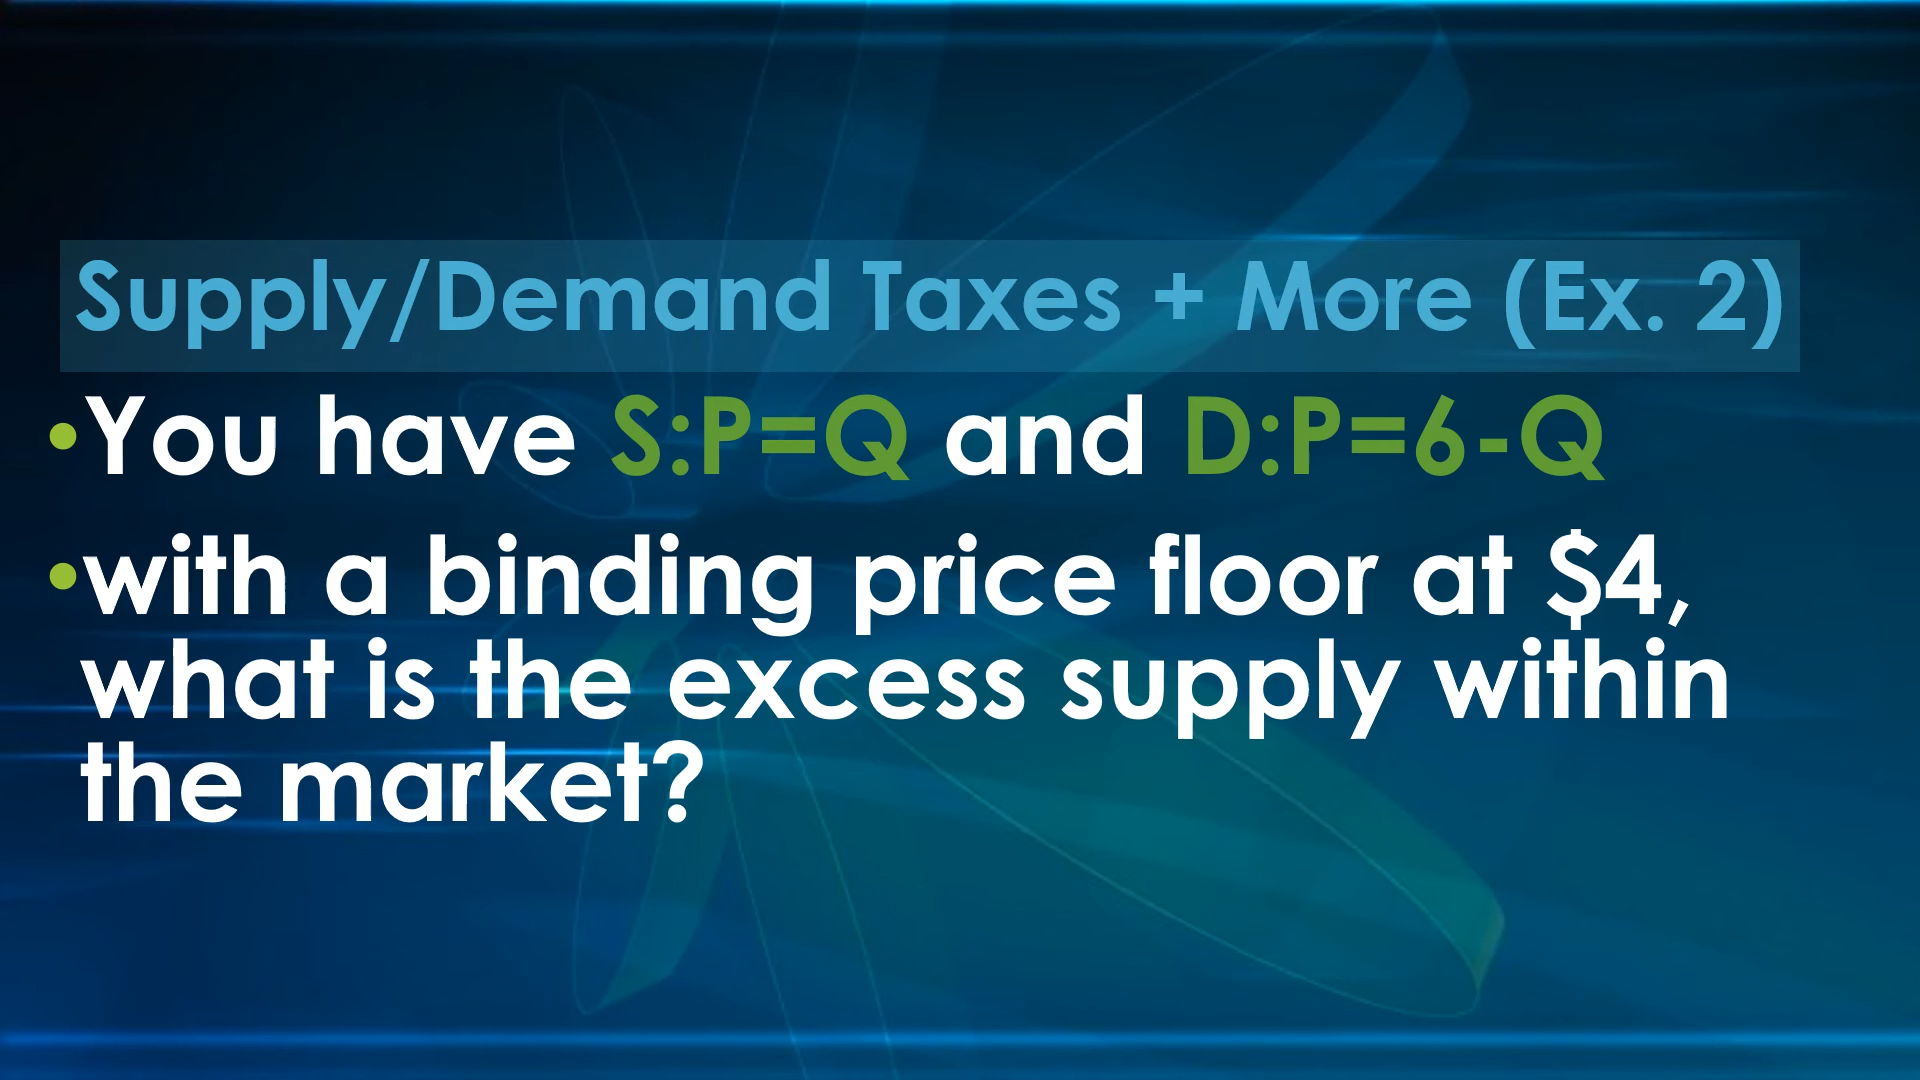 Supply/Demand Taxes + More (Ex. 2)
•You have S:P=Q and D:P=6-Q
•with a binding price floor at $4,
what is the excess supply within
the market?